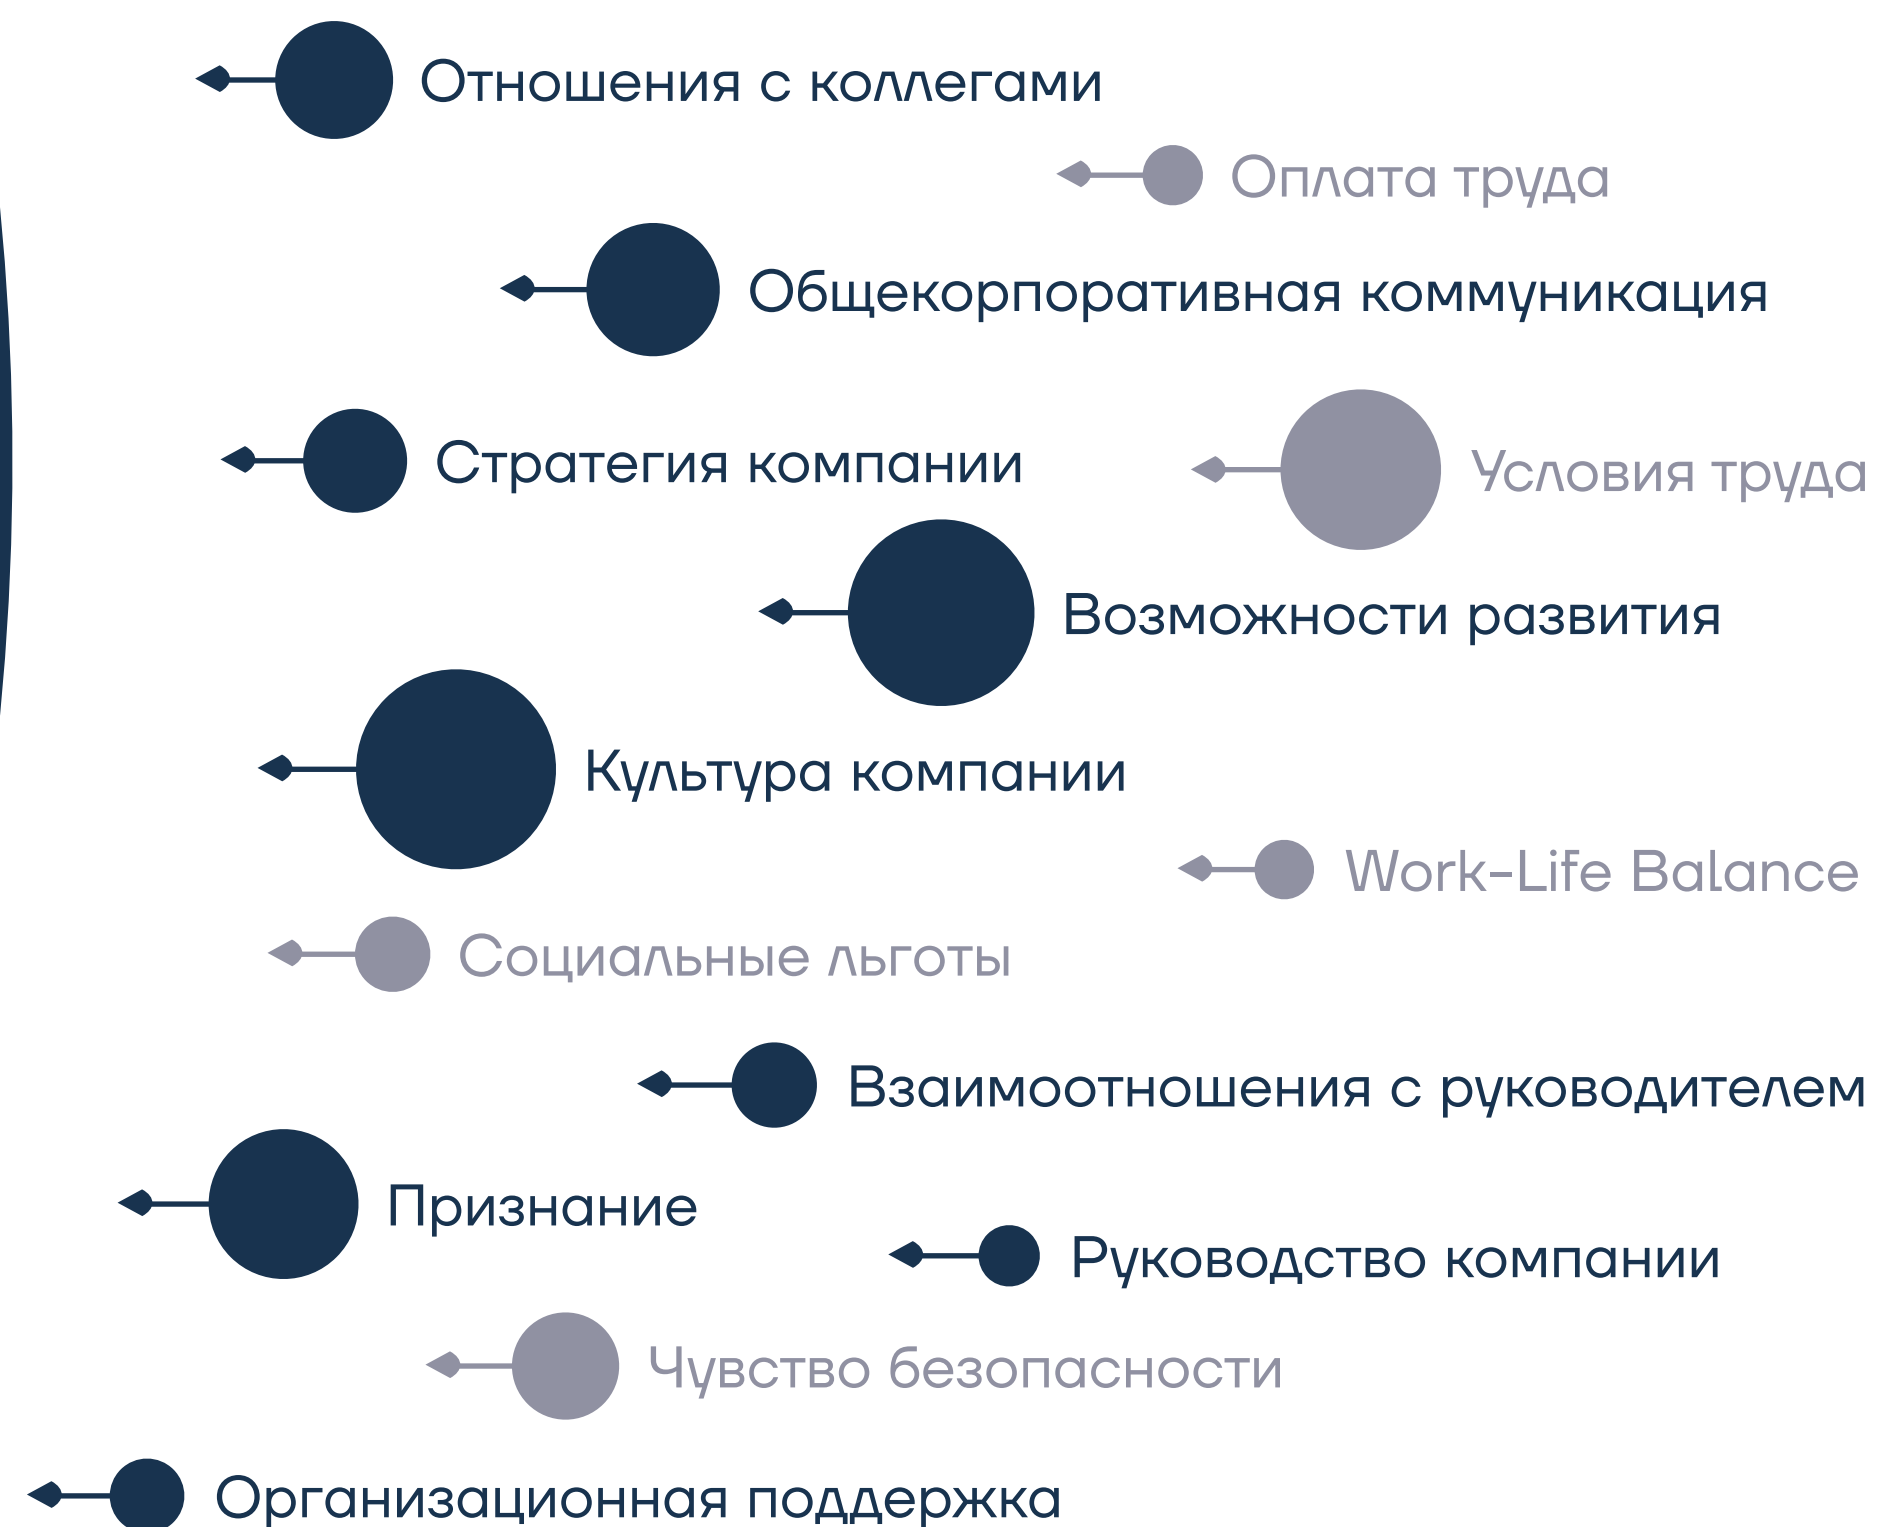 Отношения с коллегами
Оплата труда
Общекорпоративная коммуникация
Стратегия компании
Условия труда
Возможности развития
Культура компании
Work-Life Balance
Социальные льготы
Взаимоотношения с руководителем
Признание
Руководство компании
Чувство безопасности
Организационная поддержка